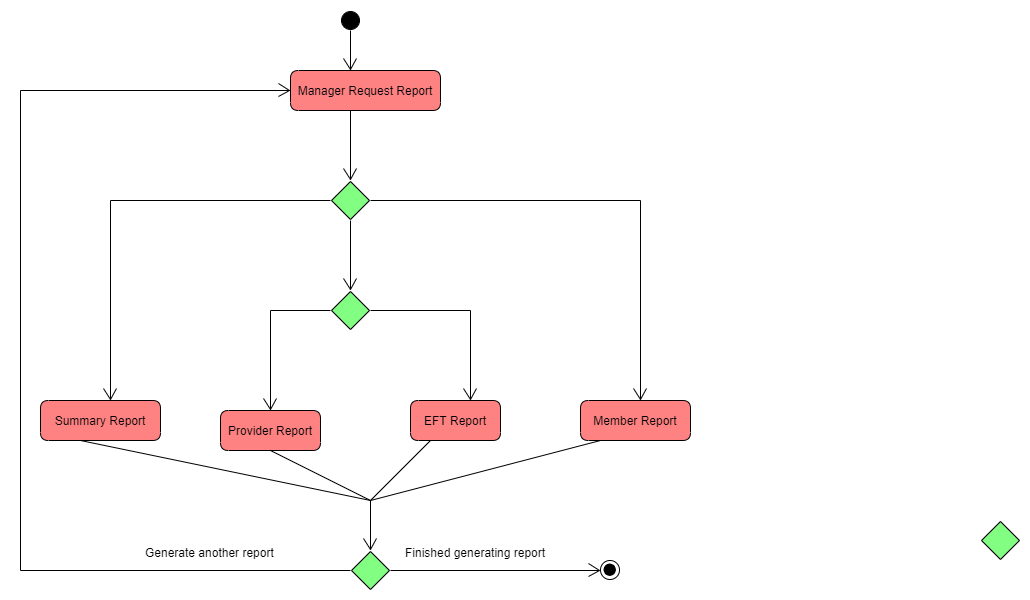 Manager Request Report
Summary Report
Provider Report
EFT Report
Member Report
Generate another report
Finished generating report